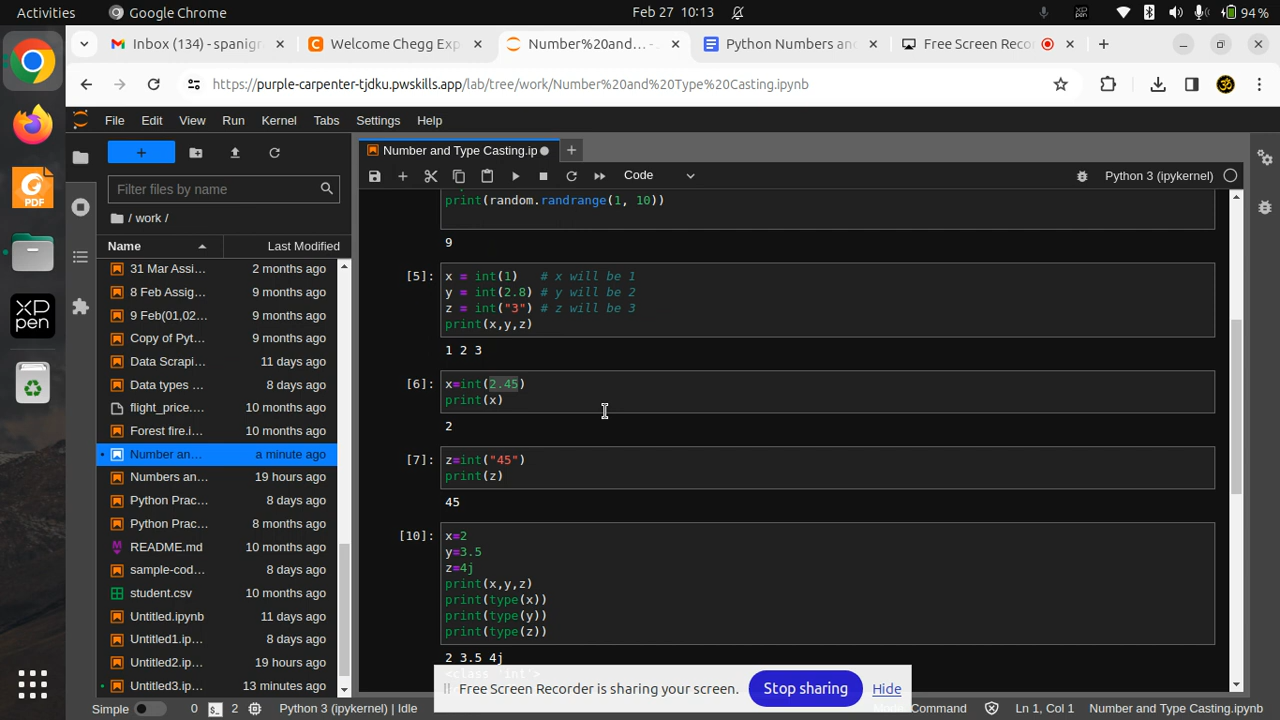 Activities
Google Chrome
Feb 27 10:13
94%
Inbox (134) - spanigr
Welcome Chegg Exp
Number%20and... -
Python Numbers and
Free Screen Reco
https://purple-carpenter-tjdku.pwskills.app/lab/tree/work/Number%20and%20Type%20Casting.ipynb
File Edit View Run Kernel Tabs Settings Help
Number and Type Casting.ip
Filter files by name
Code
Python 3 (ipykernel)
/ work /
Name
Last Modified
31 Mar Assi... 2 months ago
8 Feb Assig... 9 months ago
9 Feb(01,02... 9 months ago
Copy of Pyt... 9 months ago
Data Scrapi... 11 days ago
Data types ... 8 days ago
flight_price.... 10 months ago
Forest fire.i... 10 months ago
Number an... a minute ago
Numbers an... 19 hours ago
Python Prac... 8 days ago
Python Prac... 8 months ago
README.md 10 months ago
sample-cod... 8 days ago
student.csv 10 months ago
Untitled.ipynb 11 days ago
Untitled1.ip... 8 days ago
Untitled2.ip... 19 hours ago
Untitled3.ip... 13 minutes ago
print(random.randrange(1, 10))
9
[5]:
x = int(1) # x will be 1
y = int(2.8) # y will be 2
z = int("3") # z will be 3
print(x,y,z)
1 2 3
[6]:
x=int(2.45)
print(x)
2
[7]:
z=int("45")
print(z)
45
[10]:
x=2
y=3.5
z=4j
print(x,y,z)
print(type(x))
print(type(y))
print(type(z))
2 3.5 4j
<class 'int'>
Free Screen Recorder is sharing your screen.
Stop sharing
Hide
PDF
XP
pen
Simple
0
2
Python 3 (ipykernel) | Idle
Command
Ln 1, Col 1
Number and Type Casting.ipynb